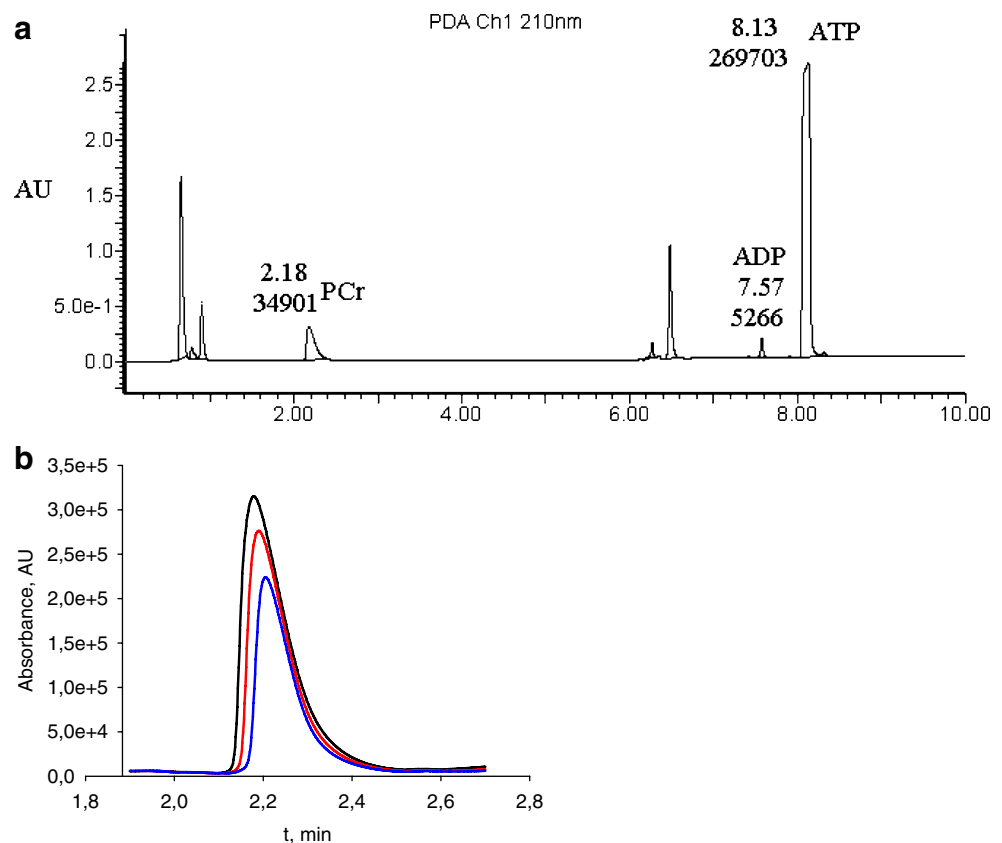 a
PDA Ch1 210nm
8.13
ATP
269703
2.5
2.0
AU
1.5
1.0
ADP
2.18
7.57
34901 PCr
5.0e-1
5266
0.0
2.00 4.00 6.00 8.00 10.00
b
3,5e+5
3,0e+5
2,5e+5
2,0e+5
1,5e+5
1,0e+5
5,0e+4
0,0
Absorbance, AU
1,8 2,0 2,2 2,4 2,6 2,8
t, min